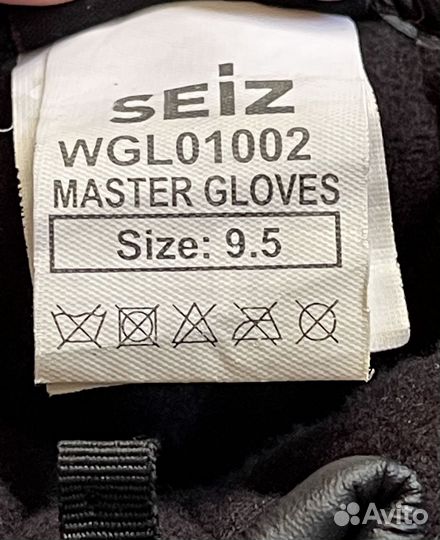 SEiZ
WGL01002
MASTER GLOVES
Size: 9.5
Avito